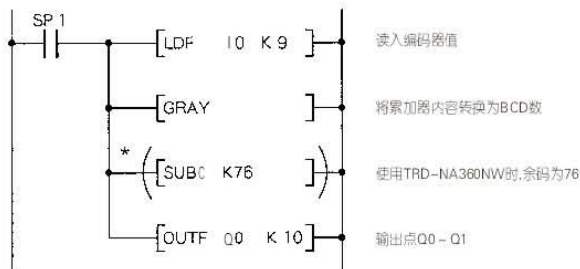 SP 1
LDF I0 K 9 读入编码器值
GRAY 将累加器内容转换为BCD数
* SUBC K76 使用TRD-NA360NW时,余码为76
OUTF Q0 K 10 输出点Q0~Q1